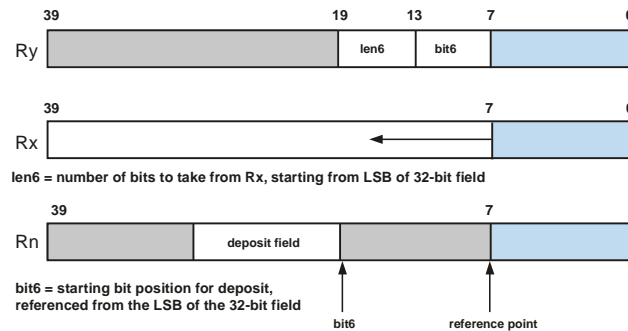 39 19 13 7
Ry len6 bit6
39 7
Rx
len6 = number of bits to take from Rx, starting from LSB of 32-bit field
39 7
Rn deposit field
bit6 = starting bit position for deposit,
referenced from the LSB of the 32-bit field
bit6 reference point